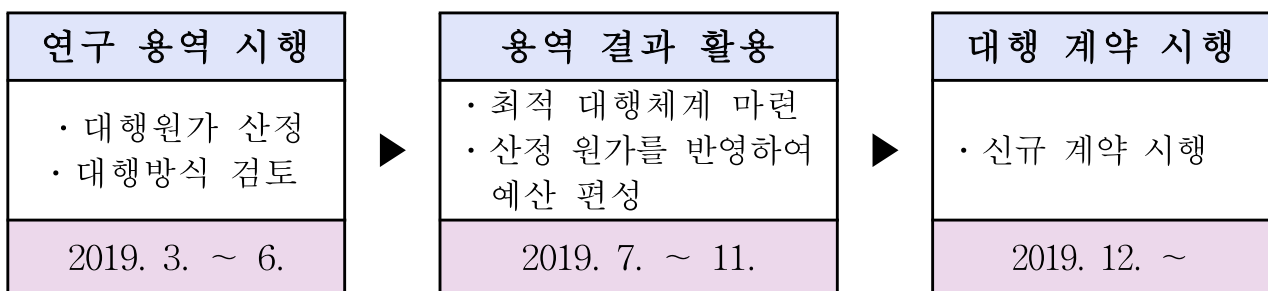 연구 용역 시행
· 대행원가 산정
· 대행방식 검토
2019. 3. ~ 6.
▶
용역 결과 활용
· 최적 대행체계 마련
· 산정 원가를 반영하여
예산 편성
2019. 7. ~ 11.
▶
대행 계약 시행
· 신규 계약 시행
2019. 12. ~